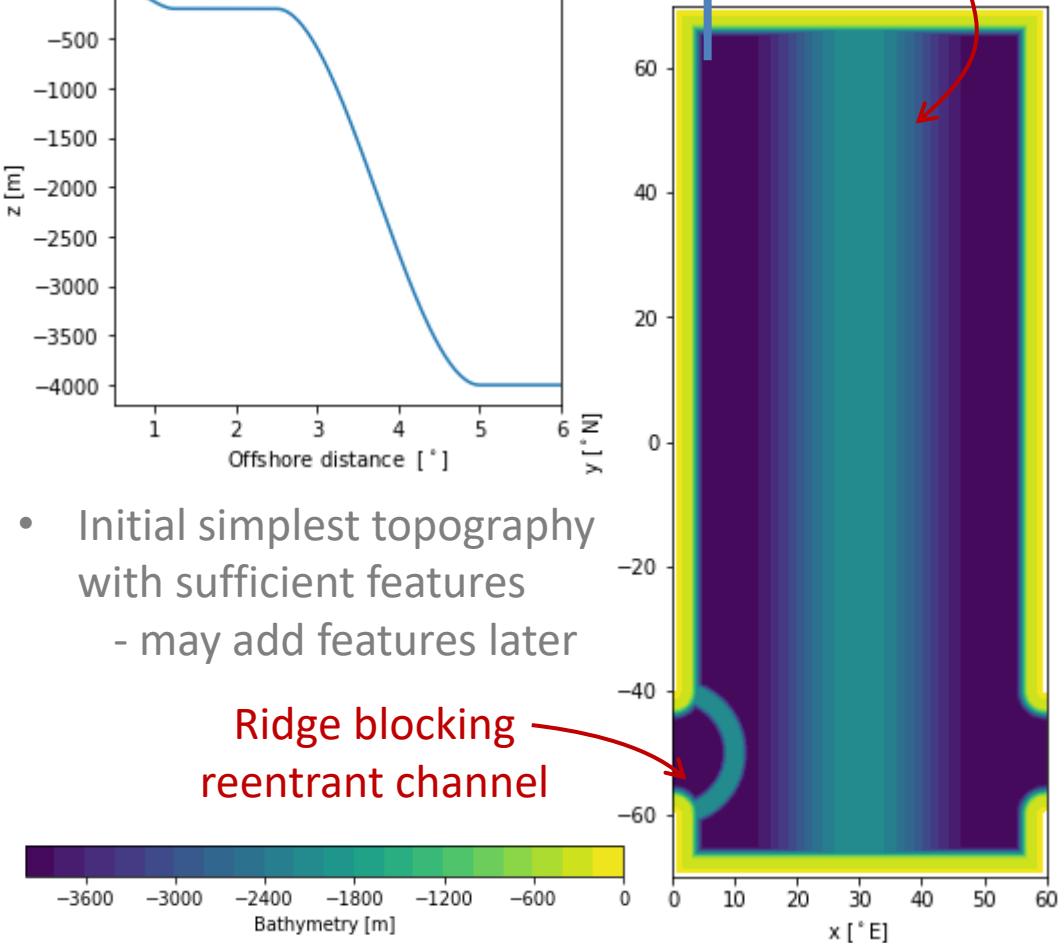 −500
−1000
−1500
−2000
−2500
−3000
−3500
−4000
z [m]
1 2 3 4 5 6
Offshore distance [°]
• Initial simplest topography
with sufficient features
- may add features later
Ridge blocking
reentrant channel
−3600 −3000 −2400 −1800 −1200 −600 0
Bathymetry [m]
60
40
20
0
−20
−40
−60
y [°N]
0 10 20 30 40 50 60
x [°E]